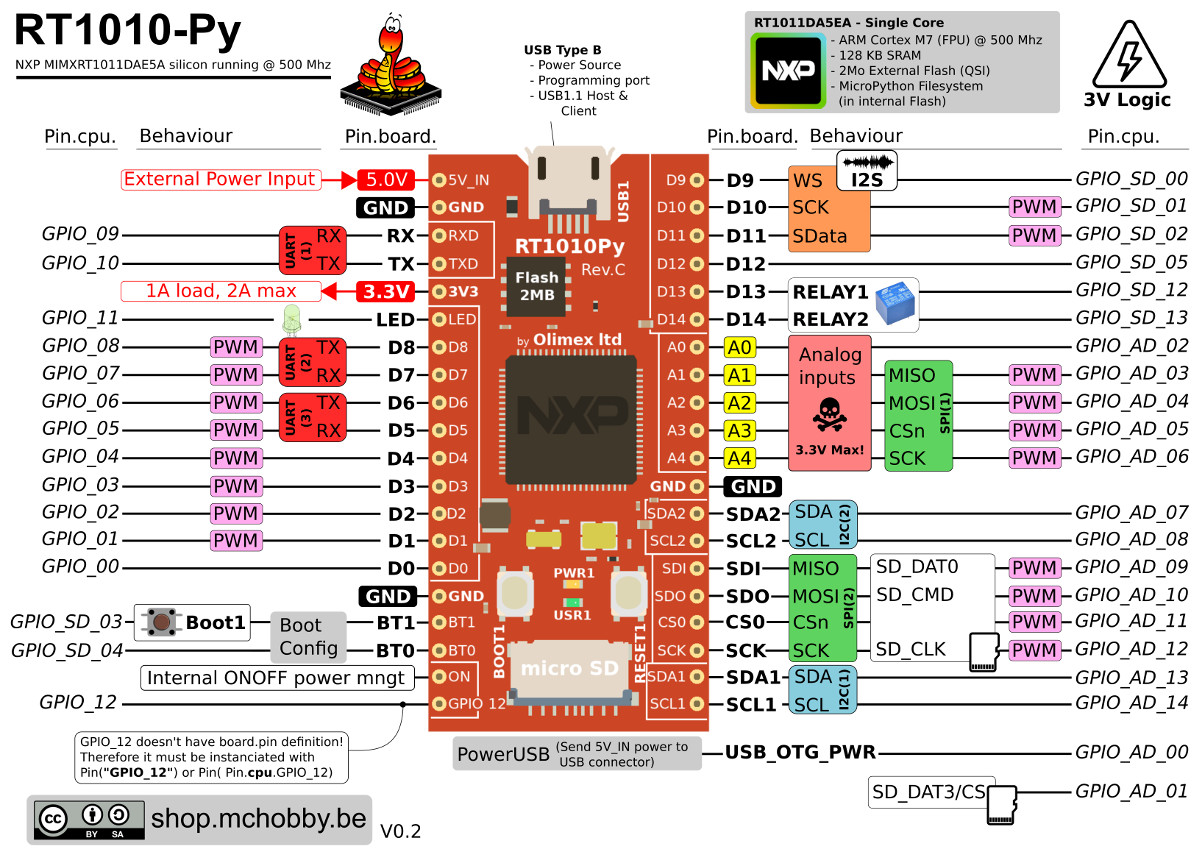 RT1010-Py
NXP MIMXRT1011DAE5A silicon running @ 500 Mhz
USB Type B
- Power Source
- Programming port
- USB1.1 Host &
Client
RT1011DA5EA - Single Core
NXP
- ARM Cortex M7 (FPU) @ 500 Mhz
- 128 KB SRAM
- 2Mo External Flash (QSI)
- MicroPython Filesystem
(in internal Flash)
3V Logic
Pin.cpu. Behaviour Pin.board.
Pin.board. Behaviour Pin.cpu.
External Power Input 5.0V 5V_IN
GND GND
GPIO_09 RX RX RXD
UART (1)
GPIO_10 TX TX TXD
1A load, 2A max 3.3V 3V3
GPIO_11 LED LED
GPIO_08 PWM TX D8 D8
UART (2)
GPIO_07 PWM RX D7 D7
GPIO_06 PWM TX D6 D6
UART (3)
GPIO_05 PWM RX D5 D5
GPIO_04 PWM D4 D4
GPIO_03 PWM D3 D3
GPIO_02 PWM D2 D2
GPIO_01 PWM D1 D1
GPIO_00 D0 D0
GND GND
GPIO_SD_03 Boot1 BT1 BT1
Boot
Config
GPIO_SD_04 BT0 BT0
Internal ONOFF power mngt ON
GPIO_12 GPIO 12
GPIO_12 doesn't have board.pin definition!
Therefore it must be instanciated with
Pin("GPIO_12") or Pin( Pin.cpu.GPIO_12)
USB1
RT1010Py
Rev.C
Flash
2MB
by Olimex ltd
NXP
PWR1
USR1
BOOT1
RESET1
micro SD
D9 D9 WS I2S GPIO_SD_00
D10 D10 SCK PWM GPIO_SD_01
D11 D11 SData PWM GPIO_SD_02
D12 D12 GPIO_SD_05
D13 D13 RELAY1 GPIO_SD_12
D14 D14 RELAY2 GPIO_SD_13
A0 A0 GPIO_AD_02
Analog
inputs
3.3V Max!
A1 A1 MISO PWM GPIO_AD_03
A2 A2 MOSI PWM GPIO_AD_04
SPI(1)
A3 A3 CSn PWM GPIO_AD_05
A4 A4 SCK PWM GPIO_AD_06
GND GND
SDA2 SDA2 SDA GPIO_AD_07
I2C(2)
SCL2 SCL2 SCL GPIO_AD_08
SDI SDI MISO SD_DAT0 PWM GPIO_AD_09
SDO SDO MOSI SD_CMD PWM GPIO_AD_10
SPI(2)
CS0 CS0 CSn PWM GPIO_AD_11
SCK SCK SCK SD_CLK PWM GPIO_AD_12
SDA1 SDA1 SDA GPIO_AD_13
I2C(1)
SCL1 SCL1 SCL GPIO_AD_14
PowerUSB (Send 5V_IN power to
USB connector)
USB_OTG_PWR GPIO_AD_00
SD_DAT3/CS GPIO_AD_01
cc BY SA
shop.mchobby.be V0.2